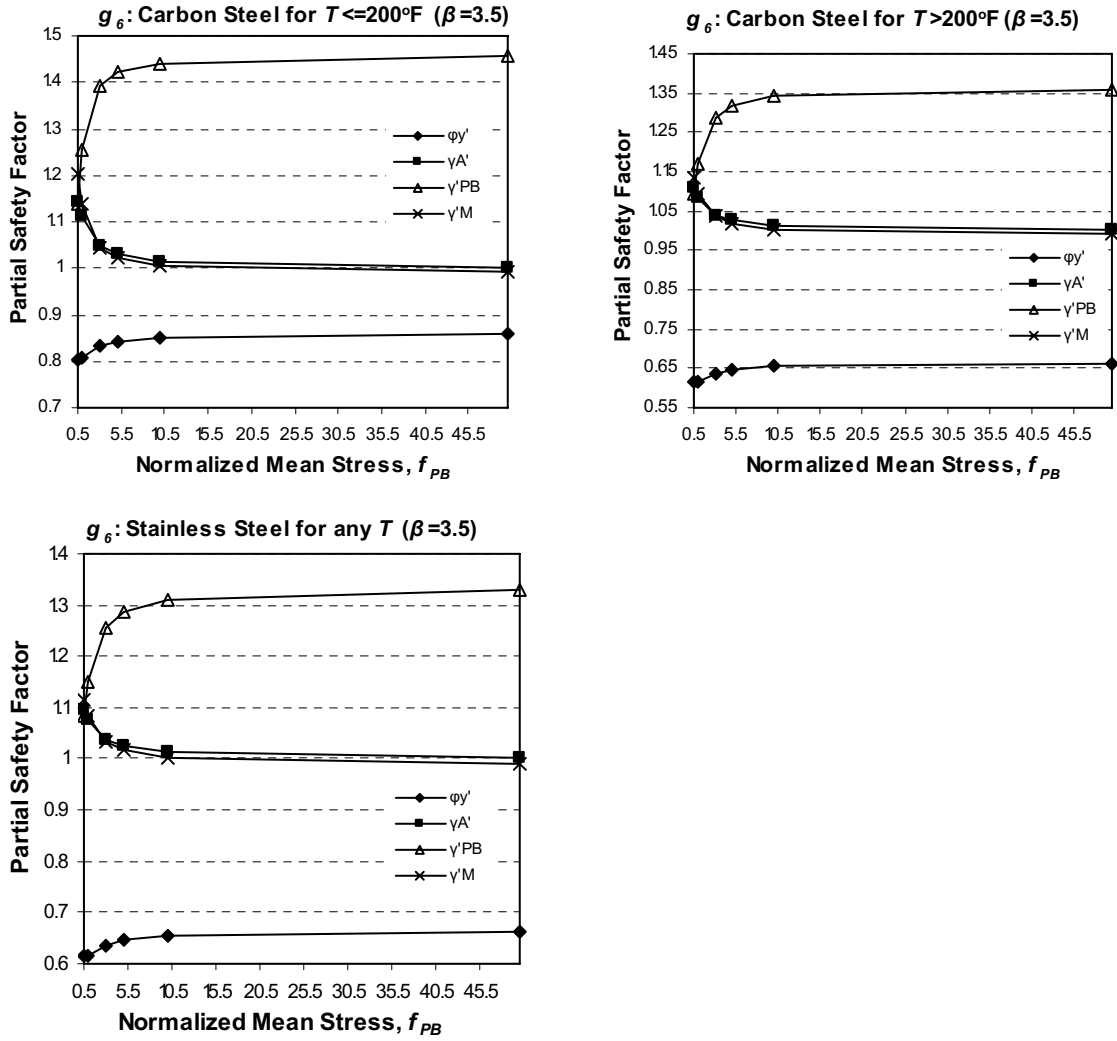 g6: Carbon Steel for T<=200°F (β=3.5)
Partial Safety Factor
1.5
1.4
1.3
1.2
1.1
1
0.9
0.8
0.7
φy'
γA'
γ'PB
γ'M
0.5 5.5 10.5 15.5 20.5 25.5 30.5 35.5 40.5 45.5
Normalized Mean Stress, fPB
g6: Carbon Steel for T>200°F (β=3.5)
Partial Safety Factor
1.45
1.35
1.25
1.15
1.05
0.95
0.85
0.75
0.65
0.55
φy'
γA'
γ'PB
γ'M
0.5 5.5 10.5 15.5 20.5 25.5 30.5 35.5 40.5 45.5
Normalized Mean Stress, fPB
g6: Stainless Steel for any T (β=3.5)
Partial Safety Factor
1.4
1.3
1.2
1.1
1
0.9
0.8
0.7
0.6
φy'
γA'
γ'PB
γ'M
0.5 5.5 10.5 15.5 20.5 25.5 30.5 35.5 40.5 45.5
Normalized Mean Stress, fPB